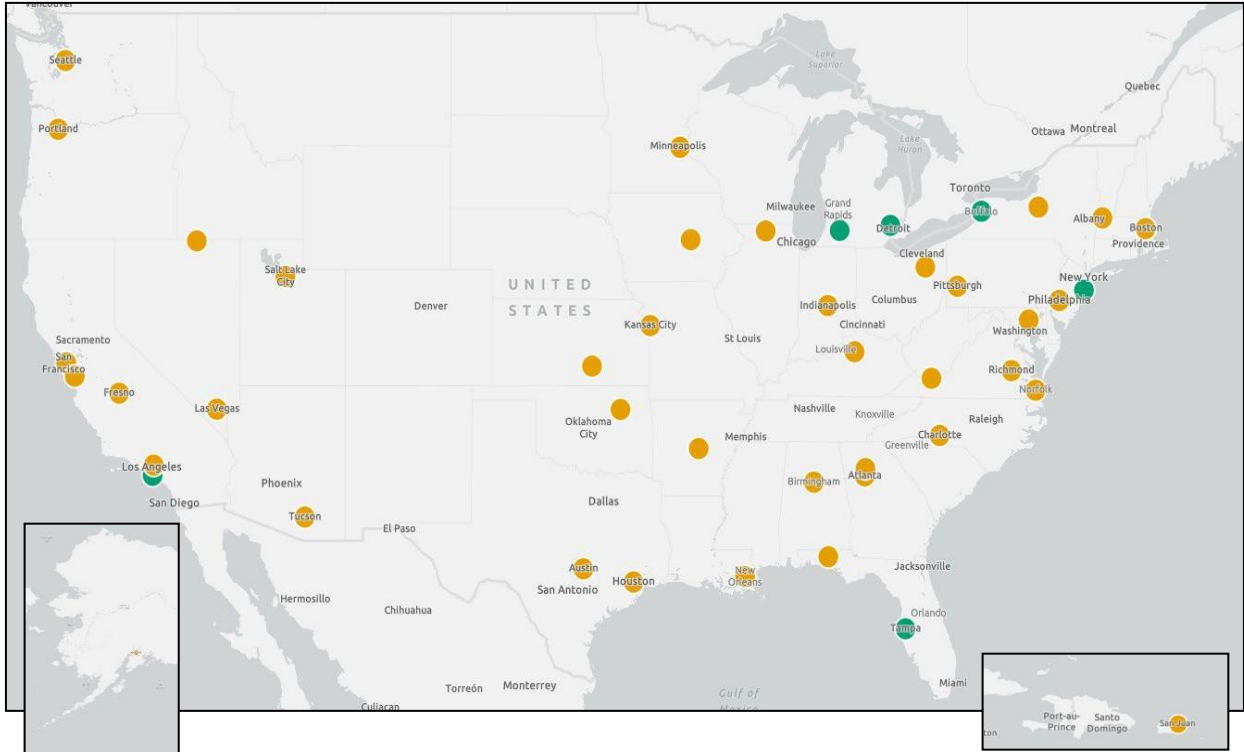 Vancouver
Seattle
Portland
Lake
Superior
Quebec
Ottawa
Montreal
Minneapolis
Lake
Huron
Toronto
Milwaukee
Grand
Rapids
Buffalo
Albany
Detroit
Boston
Chicago
Providence
Cleveland
Salt Lake
City
New York
UNITED
STATES
Pittsburgh
Denver
Indianapolis
Columbus
Philadelphia
Kansas City
Cincinnati
Washington
Sacramento
St Louis
San
Francisco
Louisville
Richmond
Fresno
Norfolk
Las Vegas
Nashville
Knoxville
Raleigh
Oklahoma
City
Memphis
Charlotte
Greenville
Los Angeles
Phoenix
Birmingham
Atlanta
San Diego
Dallas
Tucson
El Paso
Austin
New
Orleans
Jacksonville
Houston
San Antonio
Hermosillo
Chihuahua
Orlando
Tampa
Torreón
Monterrey
Miami
Gulf of
Mexico
Culiacan
Port-au-
Prince
Santo
Domingo
San Juan
ton